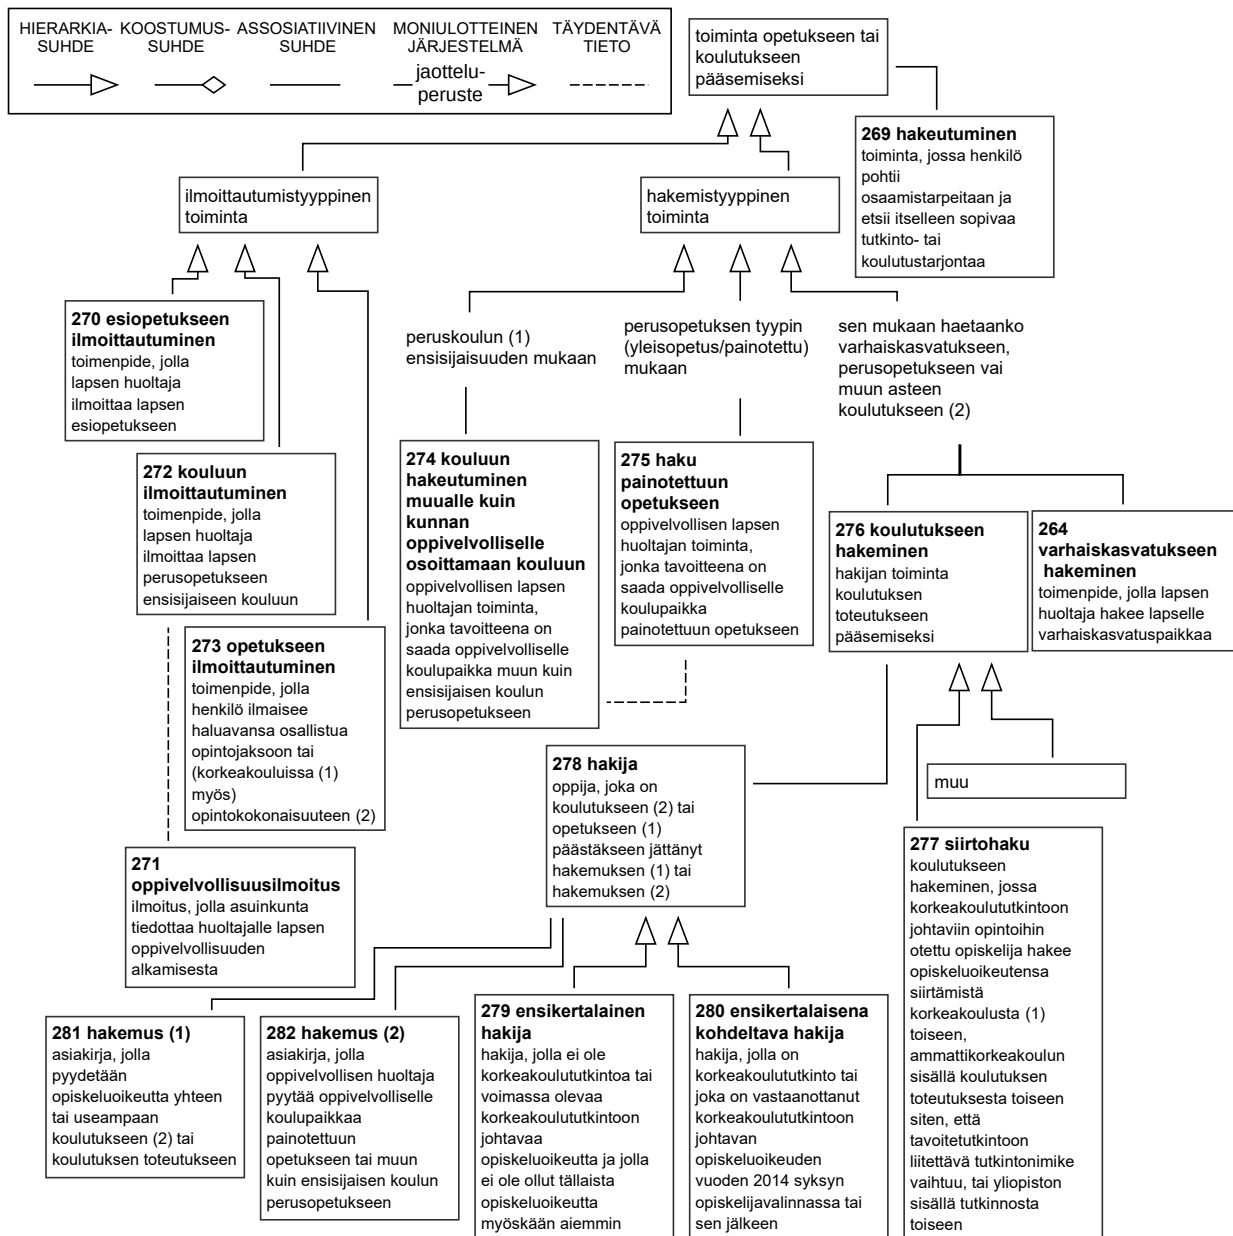 HIERARKIA-
SUHDE
KOOSTUMUS-
SUHDE
ASSOSIATIIVINEN
SUHDE
MONIULOTTEINEN
JÄRJESTELMÄ
jaottelu-
peruste
TÄYDENTÄVÄ
TIETO
toiminta opetukseen tai
koulutukseen
pääsemiseksi
269 hakeutuminen
toiminta, jossa henkilö
pohtii
osaamistarpeitaan ja
etsii itselleen sopivaa
tutkinto- tai
koulutustarjontaa
ilmoittautumistyyppinen
toiminta
hakemistyyppinen
toiminta
270 esiopetukseen
ilmoittautuminen
toimenpide, jolla
lapsen huoltaja
ilmoittaa lapsen
esiopetukseen
peruskoulun (1)
ensisijaisuuden mukaan
perusopetuksen tyypin
(yleisopetus/painotettu)
mukaan
sen mukaan haetaanko
varhaiskasvatukseen,
perusopetukseen vai
muun asteen
koulutukseen (2)
272 kouluun
ilmoittautuminen
toimenpide, jolla
lapsen huoltaja
ilmoittaa lapsen
perusopetukseen
ensisijaiseen kouluun
274 kouluun
hakeutuminen
muualle kuin
kunnan
oppivelvolliselle
osoittamaan kouluun
oppivelvollisen lapsen
huoltajan toiminta,
jonka tavoitteena on
saada oppivelvolliselle
koulupaikka muun kuin
ensisijaisen koulun
perusopetukseen
275 haku
painotettuun
opetukseen
oppivelvollisen lapsen
huoltajan toiminta,
jonka tavoitteena on
saada oppivelvolliselle
koulupaikka
painotettuun opetukseen
276 koulutukseen
hakeminen
hakijan toiminta
koulutuksen
toteutukseen
pääsemiseksi
264
varhaiskasvatukseen
hakeminen
toimenpide, jolla lapsen
huoltaja hakee lapselle
varhaiskasvatuspaikkaa
273 opetukseen
ilmoittautuminen
toimenpide, jolla
henkilö ilmaisee
haluavansa osallistua
opintojaksoon tai
(korkeakouluissa (1)
myös)
opintokokonaisuuteen (2)
278 hakija
oppija, joka on
koulutukseen (2) tai
opetukseen (1)
päästäkseen jättänyt
hakemuksen (1) tai
hakemuksen (2)
muu
271
oppivelvollisuusilmoitus
ilmoitus, jolla asuinkunta
tiedottaa huoltajalle lapsen
oppivelvollisuuden
alkamisesta
277 siirtohaku
koulutukseen
hakeminen, jossa
korkeakoulututkintoon
johtaviin opintoihin
otettu opiskelija hakee
opiskeluoikeutensa
siirtämistä
korkeakoulusta (1)
toiseen,
ammattikorkeakoulun
sisällä koulutuksen
toteutuksesta toiseen
siten, että
tavoitetutkintoon
liitettävä tutkintonimike
vaihtuu, tai yliopiston
sisällä tutkinnosta
toiseen
281 hakemus (1)
asiakirja, jolla
pyydetään
opiskeluoikeutta yhteen
tai useampaan
koulutukseen (2) tai
koulutuksen toteutukseen
282 hakemus (2)
asiakirja, jolla
oppivelvollisen huoltaja
pyytää oppivelvolliselle
koulupaikkaa
painotettuun
opetukseen tai muun
kuin ensisijaisen koulun
perusopetukseen
279 ensikertalainen
hakija
hakija, jolla ei ole
korkeakoulututkintoa tai
voimassa olevaa
korkeakoulututkintoon
johtavaa
opiskeluoikeutta ja jolla
ei ole ollut tällaista
opiskeluoikeutta
myöskään aiemmin
280 ensikertalaisena
kohdeltava hakija
hakija, jolla on
korkeakoulututkinto tai
joka on vastaanottanut
korkeakoulututkintoon
johtavan
opiskeluoikeuden
vuoden 2014 syksyn
opiskelijavalinnassa tai
sen jälkeen